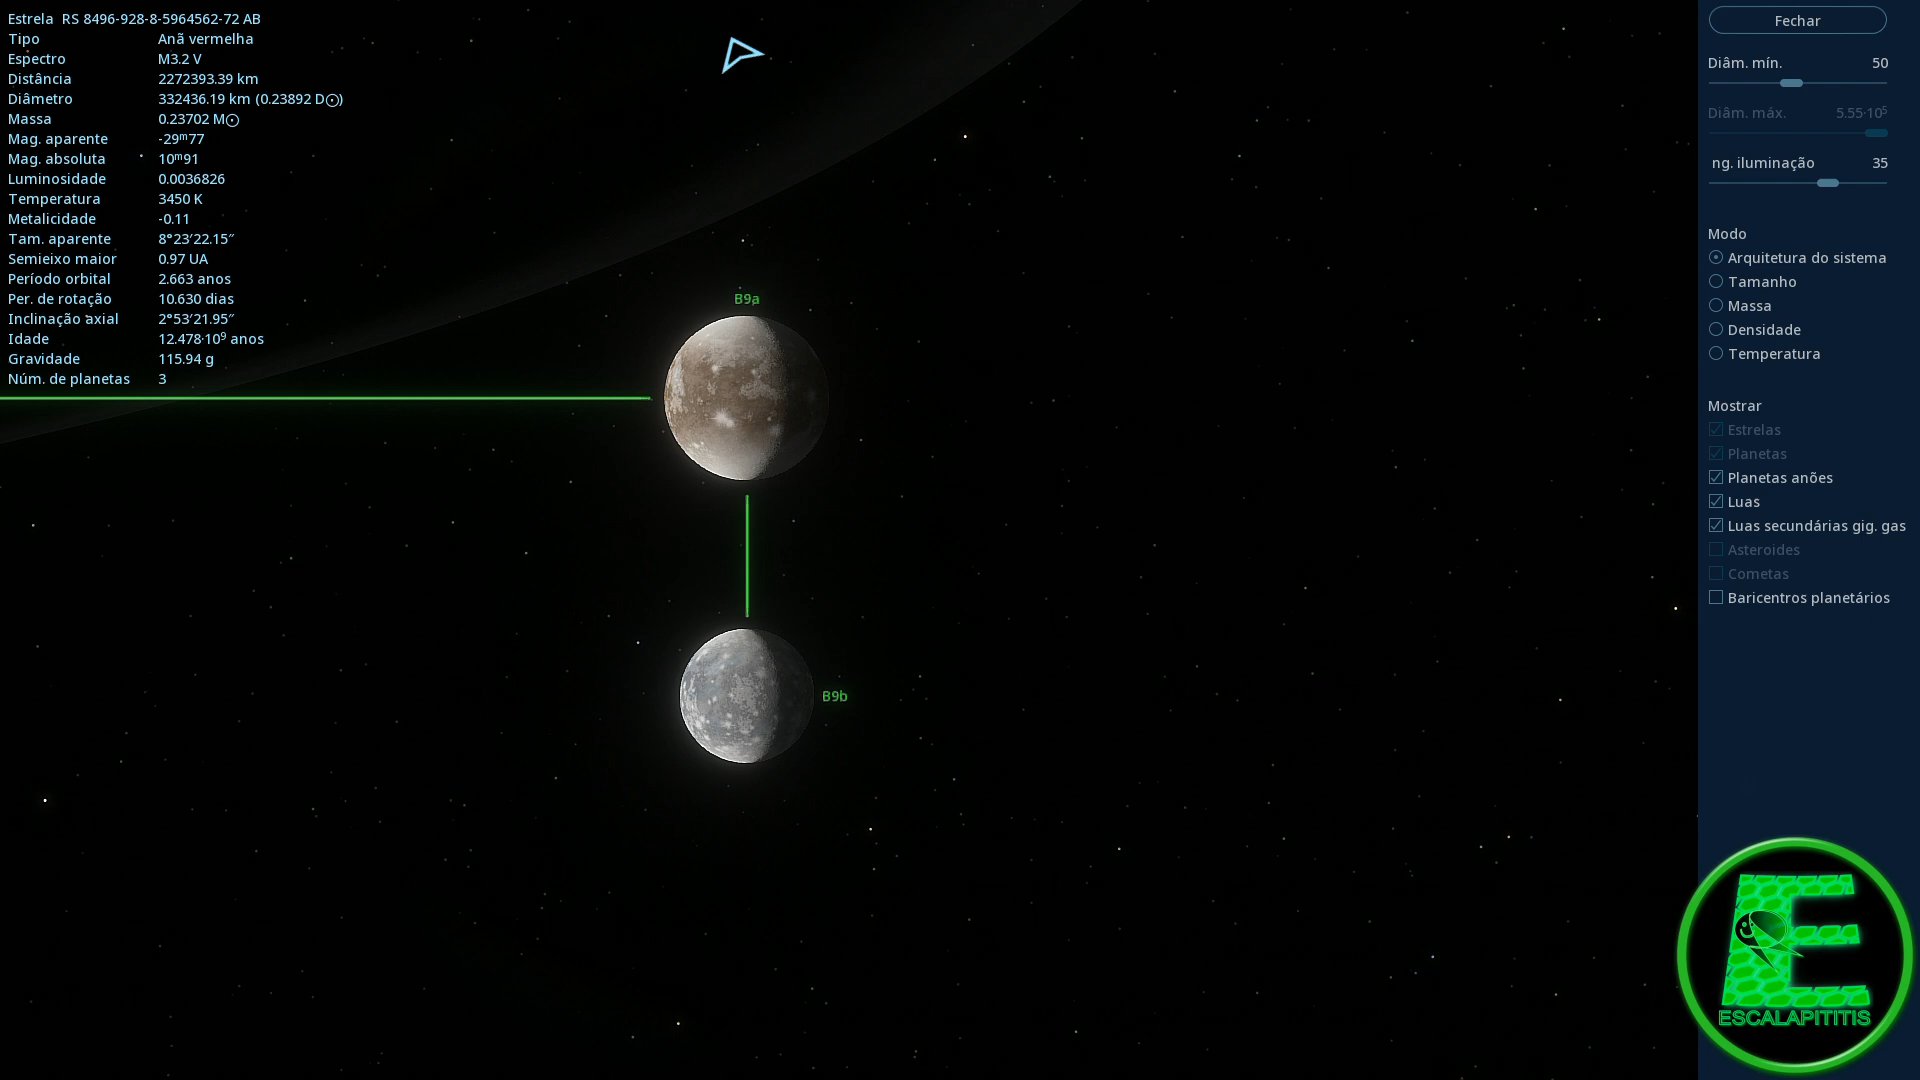 Estrela RS 8496-928-8-5964562-72 AB
Tipo Anã vermelha
Espectro M3.2 V
Distância 2272393.39 km
Diâmetro 332436.19 km (0.23892 D☉)
Massa 0.23702 M☉
Mag. aparente -29ᵐ77
Mag. absoluta 10ᵐ91
Luminosidade 0.0036826
Temperatura 3450 K
Metalicidade -0.11
Tam. aparente 8°23′22.15″
Semieixo maior 0.97 UA
Período orbital 2.663 anos
Per. de rotação 10.630 dias
Inclinação axial 2°53′21.95″
Idade 12.478·10⁹ anos
Gravidade 115.94 g
Núm. de planetas 3
B9a
B9b
Fechar
Diâm. mín. 50
Diâm. máx. 5.55·10⁵
ng. iluminação 35
Modo
Arquitetura do sistema
Tamanho
Massa
Densidade
Temperatura
Mostrar
Estrelas
Planetas
Planetas anões
Luas
Luas secundárias gig. gas
Asteroides
Cometas
Baricentros planetários
E
ESCALAPITITIS